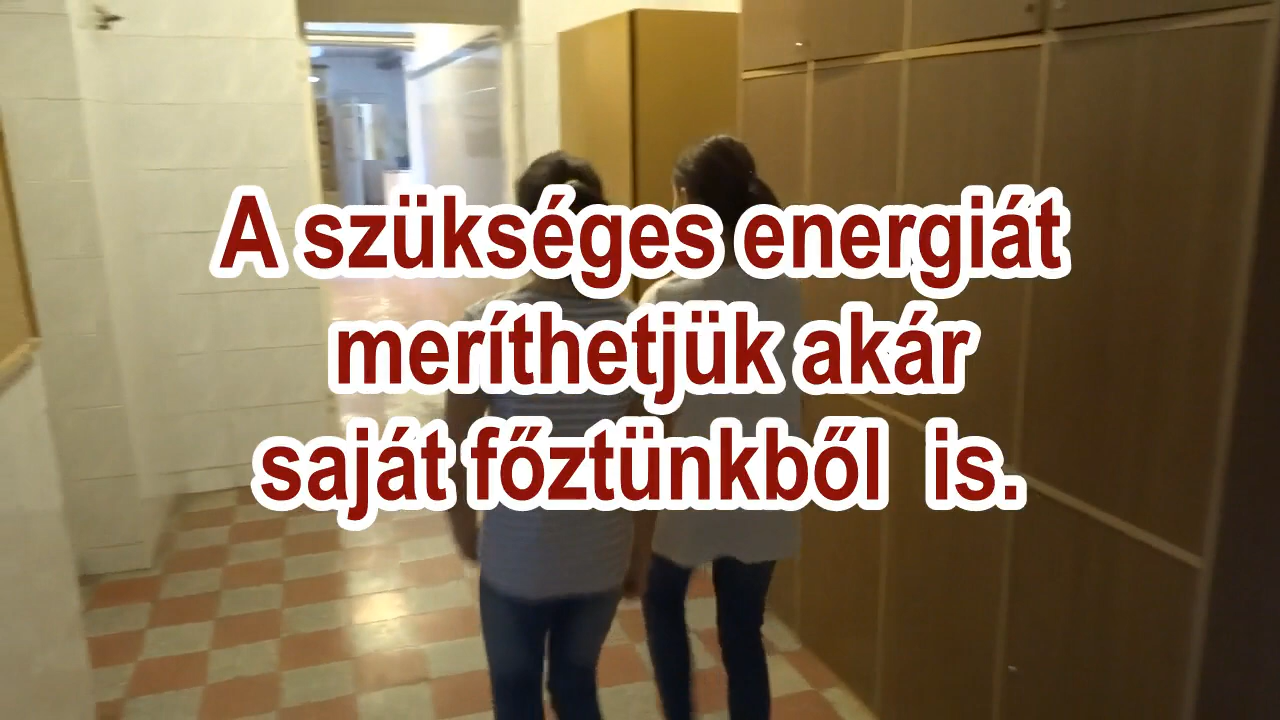 A szükséges energiát
meríthetjük akár
saját főztünkből is.